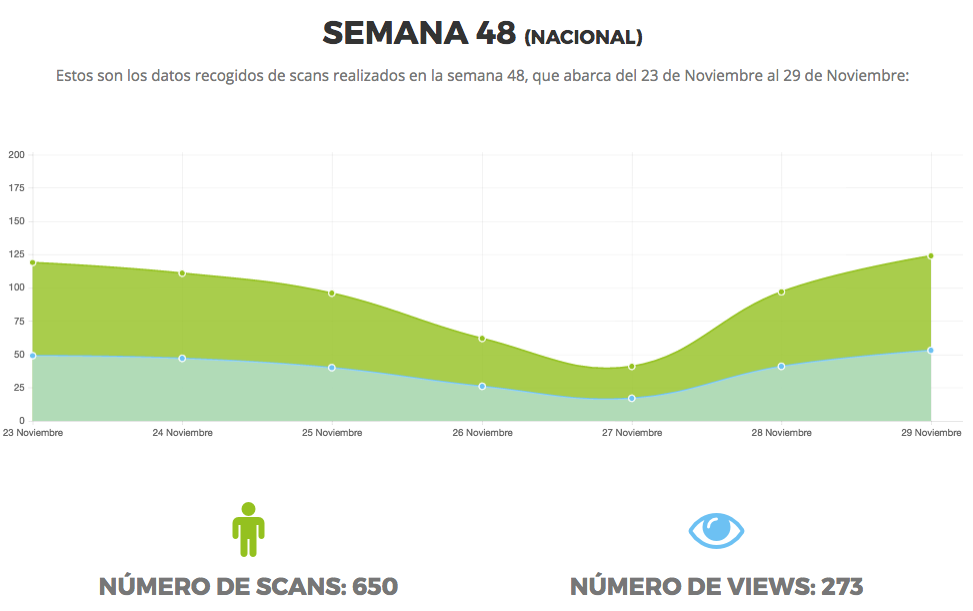 SEMANA 48 (NACIONAL)
Estos son los datos recogidos de scans realizados en la semana 48, que abarca del 23 de Noviembre al 29 de Noviembre:
200
175
150
125
100
75
50
25
0
23 Noviembre 24 Noviembre 25 Noviembre 26 Noviembre 27 Noviembre 28 Noviembre 29 Noviembre
NÚMERO DE SCANS: 650 NÚMERO DE VIEWS: 273